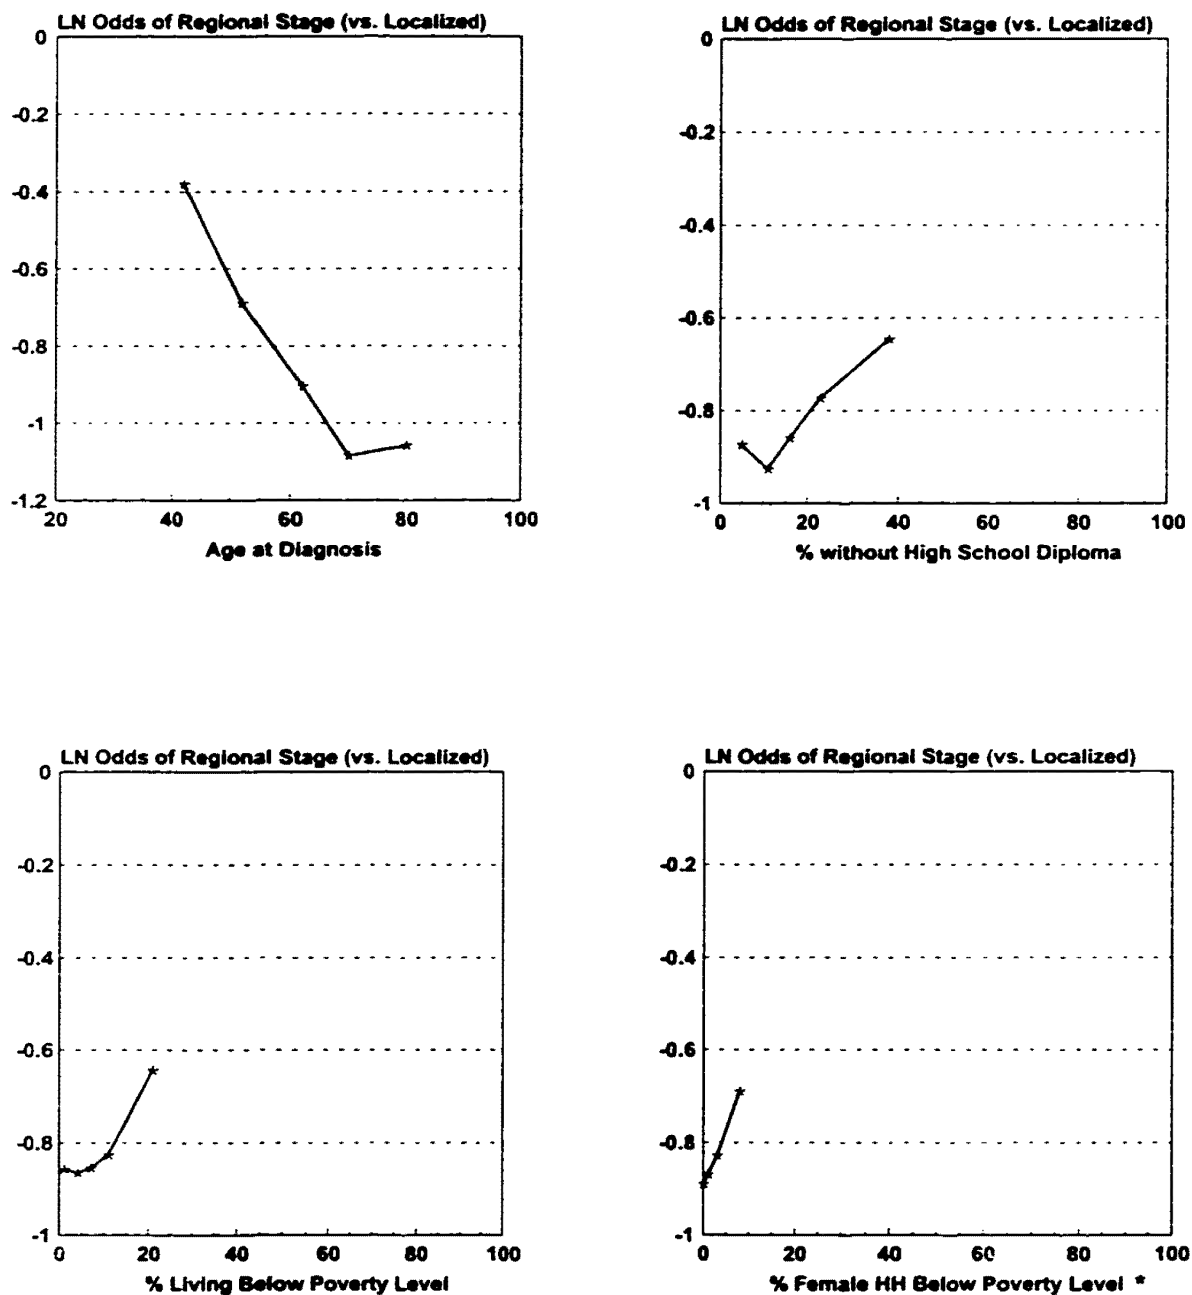 LN Odds of Regional Stage (vs. Localized)
0
-0.2
-0.4
-0.6
-0.8
-1
-1.2
20 40 60 80 100
Age at Diagnosis
LN Odds of Regional Stage (vs. Localized)
0
-0.2
-0.4
-0.6
-0.8
-1
0 20 40 60 80 100
% without High School Diploma
LN Odds of Regional Stage (vs. Localized)
0
-0.2
-0.4
-0.6
-0.8
-1
0 20 40 60 80 100
% Living Below Poverty Level
LN Odds of Regional Stage (vs. Localized)
0
-0.2
-0.4
-0.6
-0.8
-1
0 20 40 60 80 100
% Female HH Below Poverty Level *